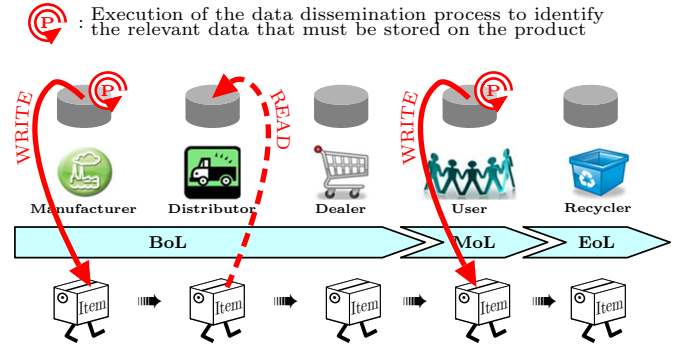 P : Execution of the data dissemination process to identify
the relevant data that must be stored on the product
WRITE P READ WRITE P
Manufacturer Distributor Dealer User Recycler
BoL MoL EoL
Item Item Item Item Item